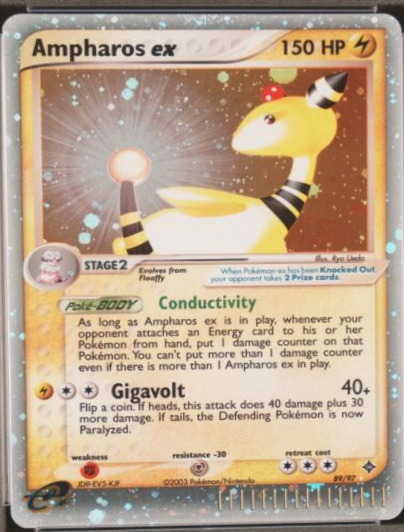 Ampharos ex 150 HP
Illus. Ryo Ueda
STAGE2
Evolves from
Flaaffy
When Pokémon-ex has been Knocked Out,
your opponent takes 2 Prize cards.
Poké-BODY Conductivity
As long as Ampharos ex is in play, whenever your
opponent attaches an Energy card to his or her
Pokémon from hand, put 1 damage counter on that
Pokémon. You can't put more than 1 damage counter
even if there is more than 1 Ampharos ex in play.
Gigavolt 40+
Flip a coin. If heads, this attack does 40 damage plus 30
more damage. If tails, the Defending Pokémon is now
Paralyzed.
weakness resistance -30 retreat cost
JD9-EV5-KJF ©2003 Pokémon/Nintendo 89/97
e